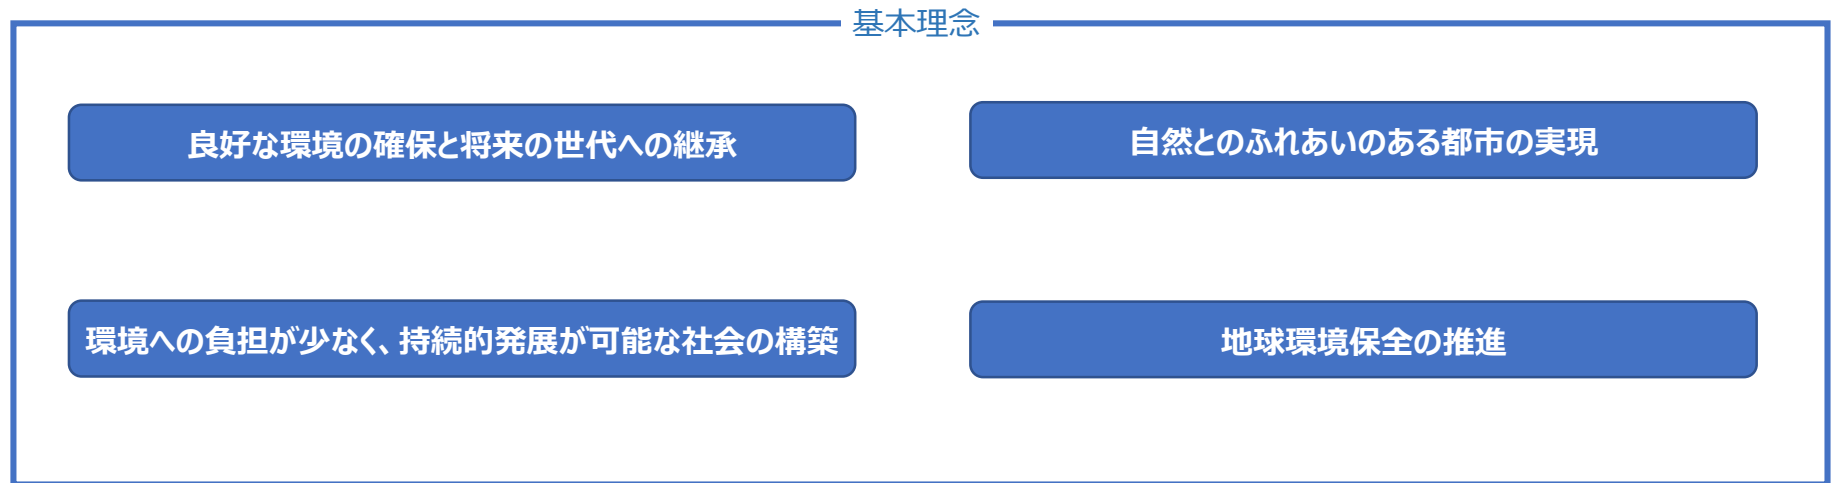 基本理念
良好な環境の確保と将来の世代への継承
自然とのふれあいのある都市の実現
環境への負担が少なく、持続的発展が可能な社会の構築
地球環境保全の推進